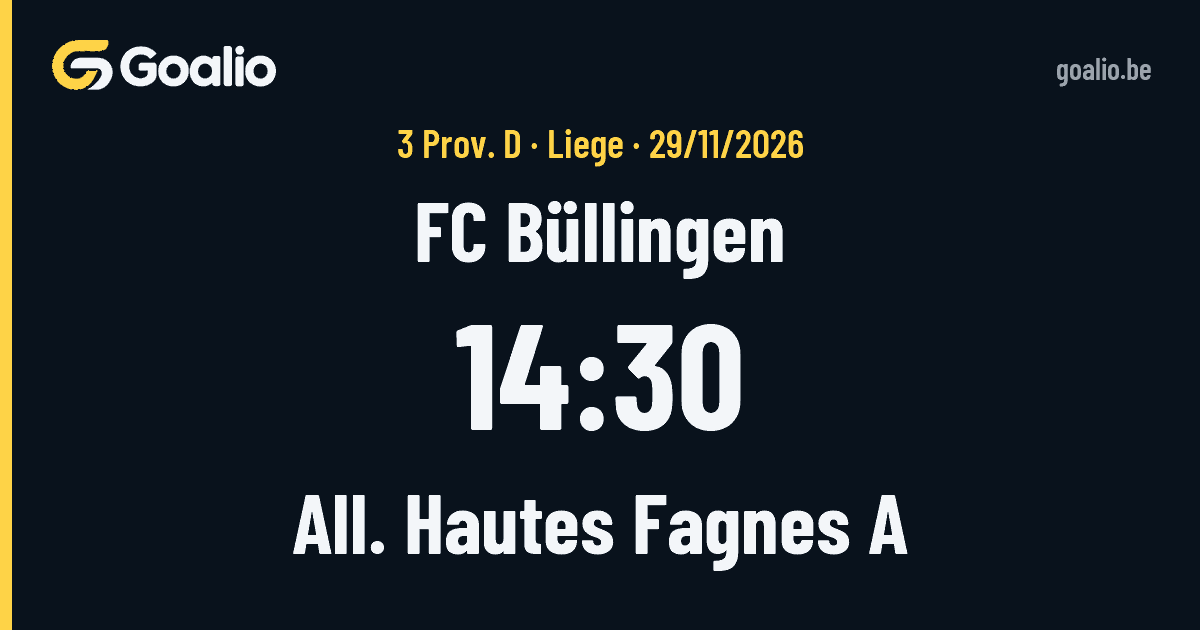 Goalio
goalio.be
3 Prov. D · Liege · 29/11/2026
FC Büllingen
14:30
All. Hautes Fagnes A